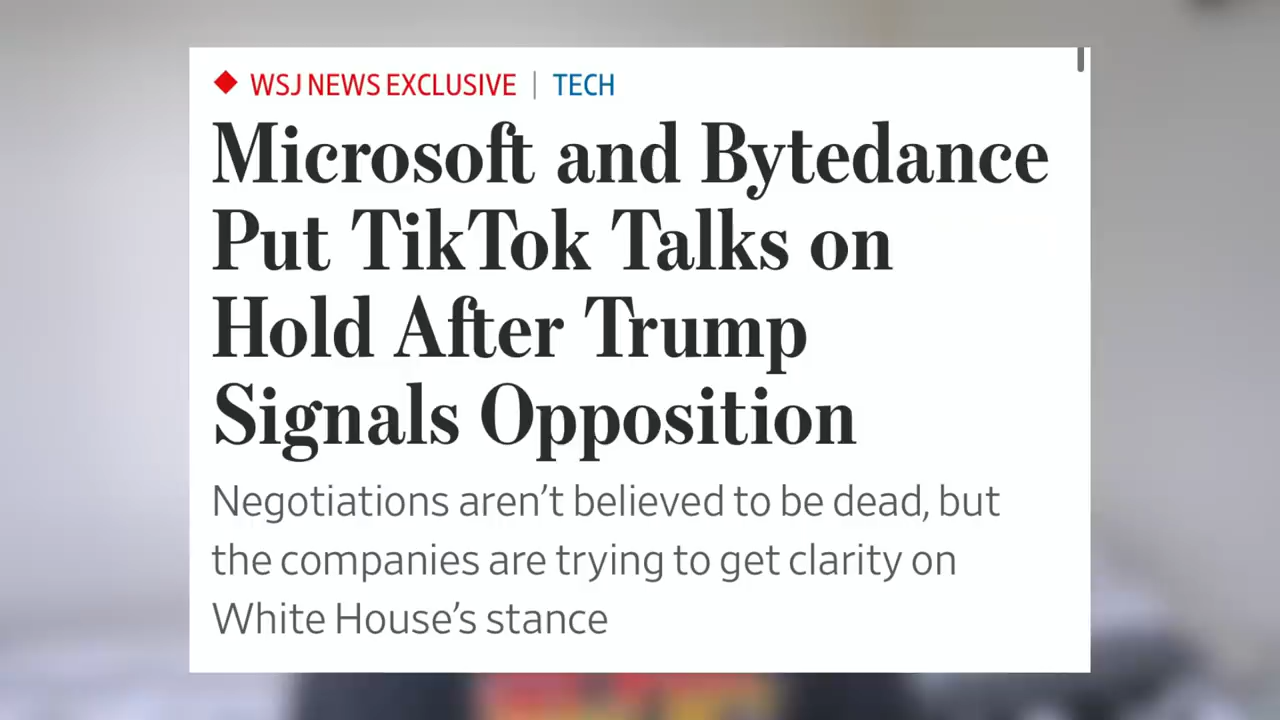 WSJ NEWS EXCLUSIVE | TECH
Microsoft and Bytedance
Put TikTok Talks on
Hold After Trump
Signals Opposition
Negotiations aren’t believed to be dead, but
the companies are trying to get clarity on
White House’s stance